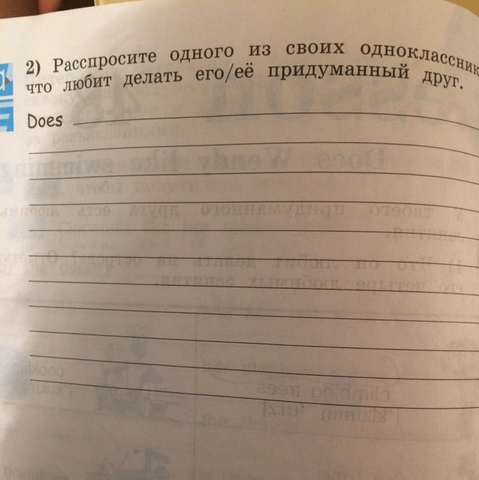 2) Расспросите одного из своих одноклассник
что любит делать его/её придуманный друг.
Does